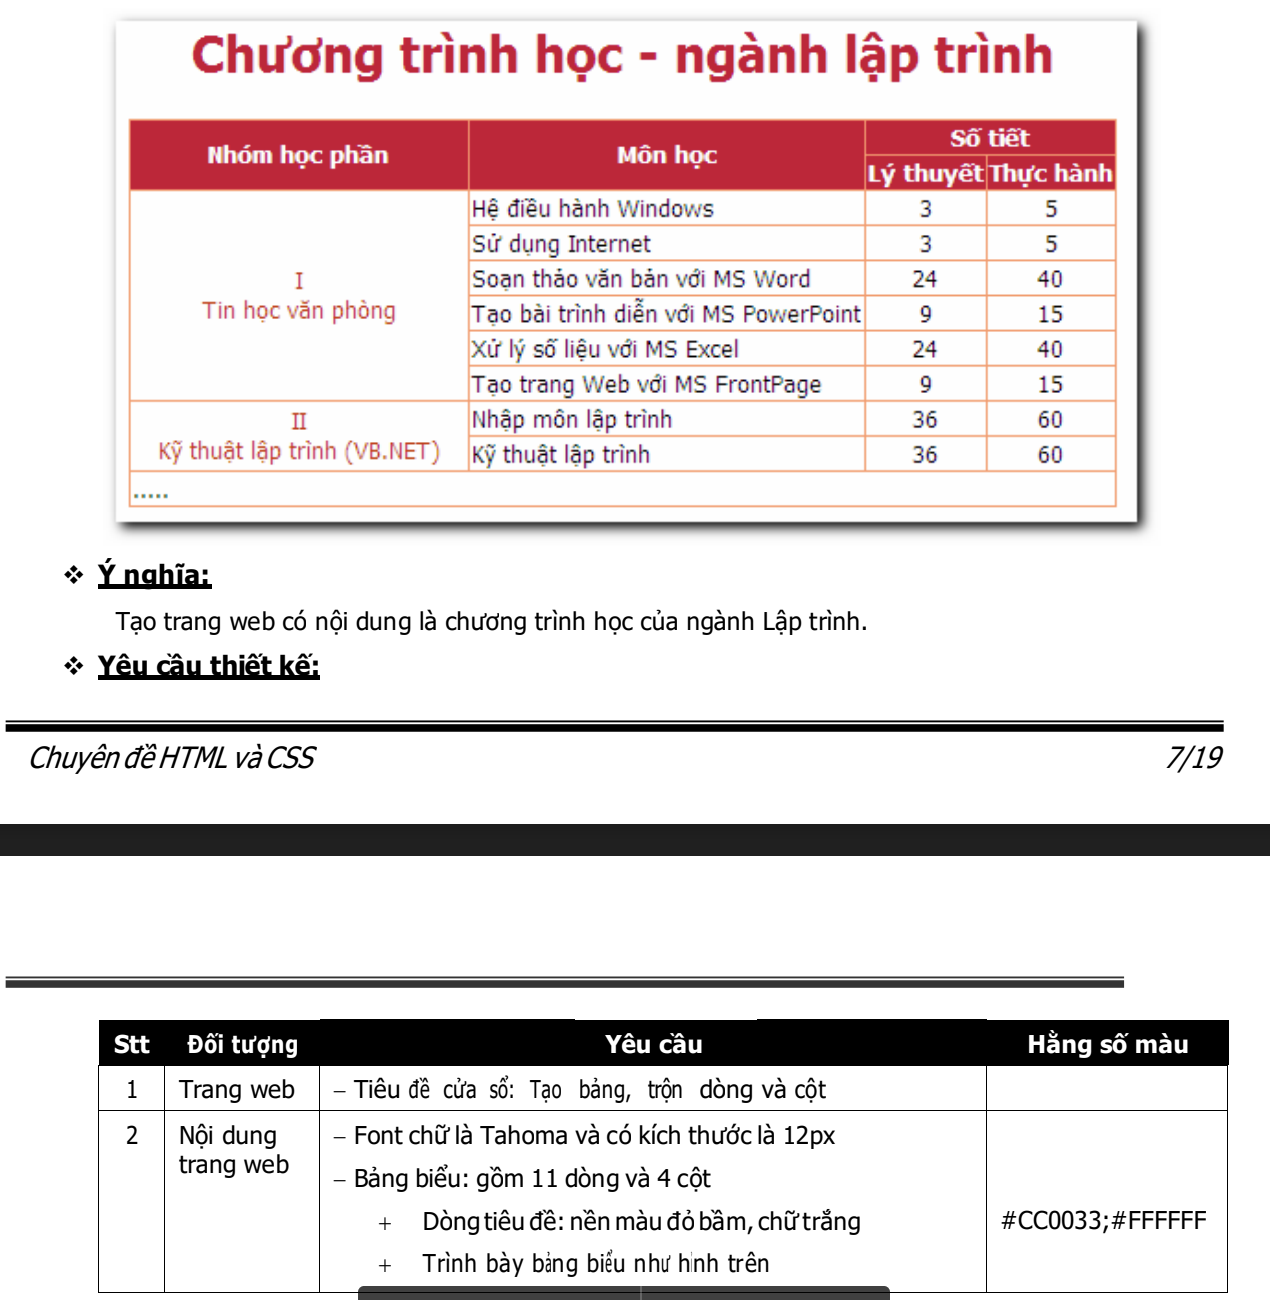 Chương trình học - ngành lập trình
Nhóm học phần
Môn học
Số tiết
Lý thuyết
Thực hành
I
Tin học văn phòng
Hệ điều hành Windows 3 5
Sử dụng Internet 3 5
Soạn thảo văn bản với MS Word 24 40
Tạo bài trình diễn với MS PowerPoint 9 15
Xử lý số liệu với MS Excel 24 40
Tạo trang Web với MS FrontPage 9 15
II
Kỹ thuật lập trình (VB.NET)
Nhập môn lập trình 36 60
Kỹ thuật lập trình 36 60
.....
❖ Ý nghĩa:
Tạo trang web có nội dung là chương trình học của ngành Lập trình.
❖ Yêu cầu thiết kế:
Chuyên đề HTML và CSS 7/19
Stt Đối tượng Yêu cầu Hằng số màu
1 Trang web – Tiêu đề cửa sổ: Tạo bảng, trộn dòng và cột
2 Nội dung
trang web
– Font chữ là Tahoma và có kích thước là 12px
– Bảng biểu: gồm 11 dòng và 4 cột
+ Dòng tiêu đề: nền màu đỏ bầm, chữ trắng #CC0033;#FFFFFF
+ Trình bày bảng biểu như hình trên